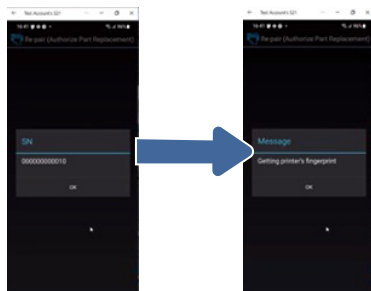 Test Account's S21
Re-pair (Authorize Part Replacement)
SN
000000000010
OK
Test Account's S21
Re-pair (Authorize Part Replacement)
Message
Getting printer's fingerprint
OK